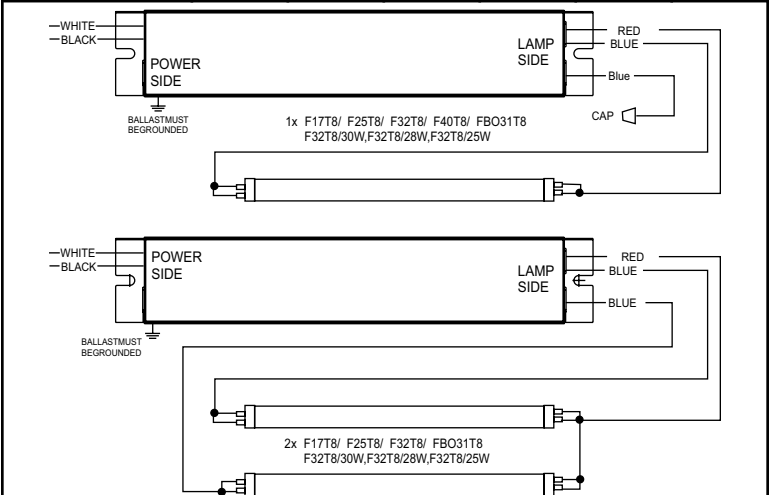 WHITE
BLACK
POWER
SIDE
LAMP
SIDE
RED
BLUE
Blue
CAP
BALLASTMUST
BEGROUNDED
1x F17T8/ F25T8/ F32T8/ F40T8/ FBO31T8
F32T8/30W,F32T8/28W,F32T8/25W
WHITE
BLACK
POWER
SIDE
LAMP
SIDE
RED
BLUE
BLUE
BALLASTMUST
BEGROUNDED
2x F17T8/ F25T8/ F32T8/ FBO31T8
F32T8/30W,F32T8/28W,F32T8/25W